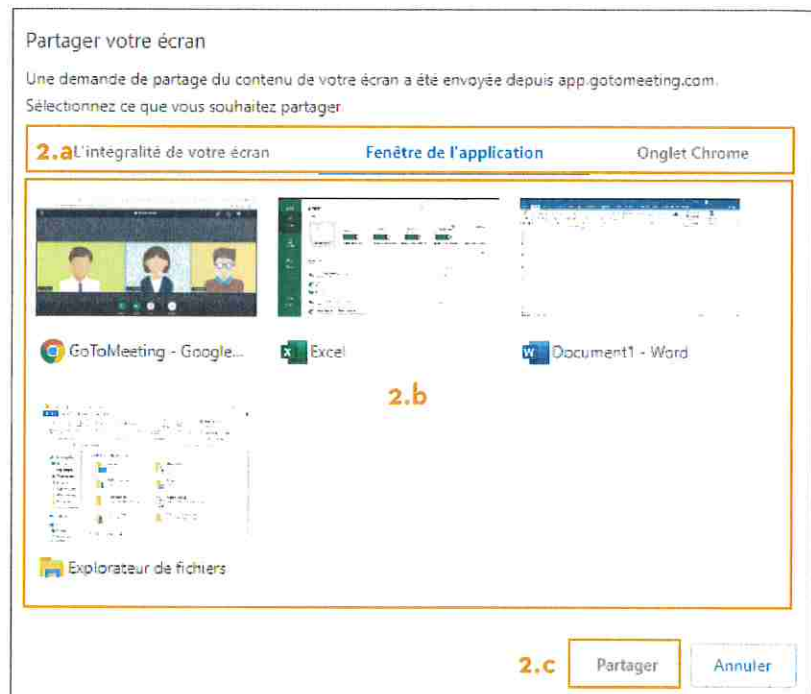 Partager votre écran
Une demande de partage du contenu de votre écran a été envoyée depuis app.gotomeeting.com.
Sélectionnez ce que vous souhaitez partager.
2.a L'intégralité de votre écran Fenêtre de l'application Onglet Chrome
GoToMeeting - Google... Excel Document1 - Word
2.b
Explorateur de fichiers
2.c Partager Annuler